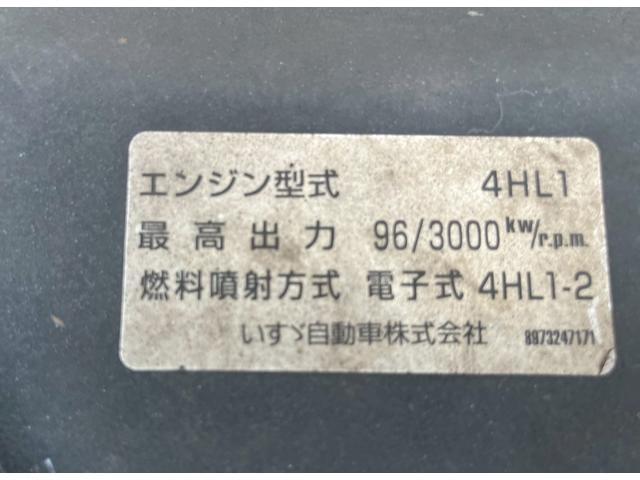 エンジン型式 4HL1
最高出力 96/3000 kw/r.p.m.
燃料噴射方式 電子式 4HL1-2
いすゞ自動車株式会社 8973247171